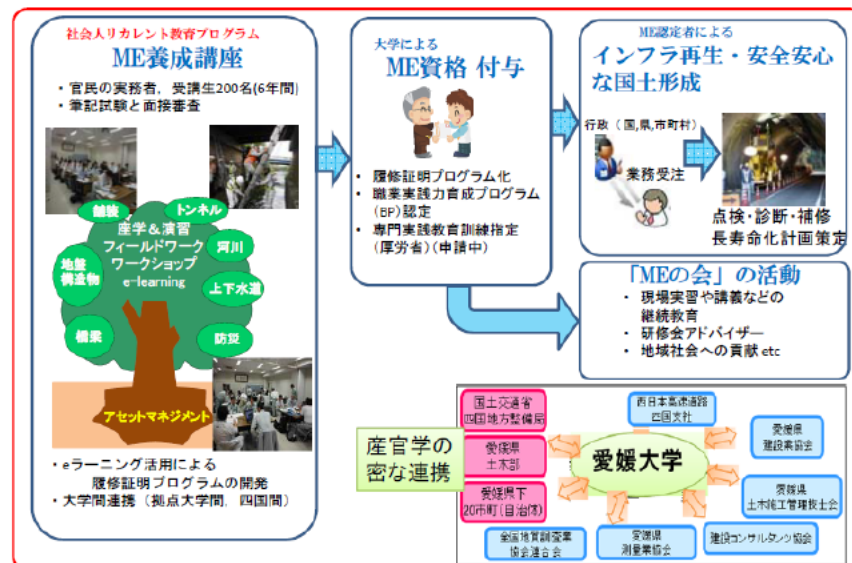 社会人リカレント教育プログラム
ME養成講座
・官民の実務者，受講生200名(6年間)
・筆記試験と面接審査
舗装
トンネル
座学＆演習
フィールドワーク
ワークショップ
e-learning
地盤
構造物
河川
上下水道
橋梁
防災
アセットマネジメント
・eラーニング活用による
履修証明プログラムの開発
・大学間連携（拠点大学間，四国間）
大学による
ME資格 付与
・履修証明プログラム化
・職業実践力育成プログラム
(BP)認定
・専門実践教育訓練指定
(厚労省)(申請中)
ME認定者による
インフラ再生・安全安心
な国土形成
行政（国,県,市町村）
業務受注
点検・診断・補修
長寿命化計画策定
「MEの会」の活動
・現場実習や講義などの
継続教育
・研修会アドバイザー
・地域社会への貢献 etc
産官学の
密な連携
国土交通省
四国地方整備局
愛媛県
土木部
愛媛県下
20市町(自治体)
西日本高速道路
四国支社
愛媛大学
愛媛県
建設業協会
愛媛県
土木施工管理技士会
建設コンサルタンツ協会
愛媛県
測量業協会
全国地質調査業
協会連合会